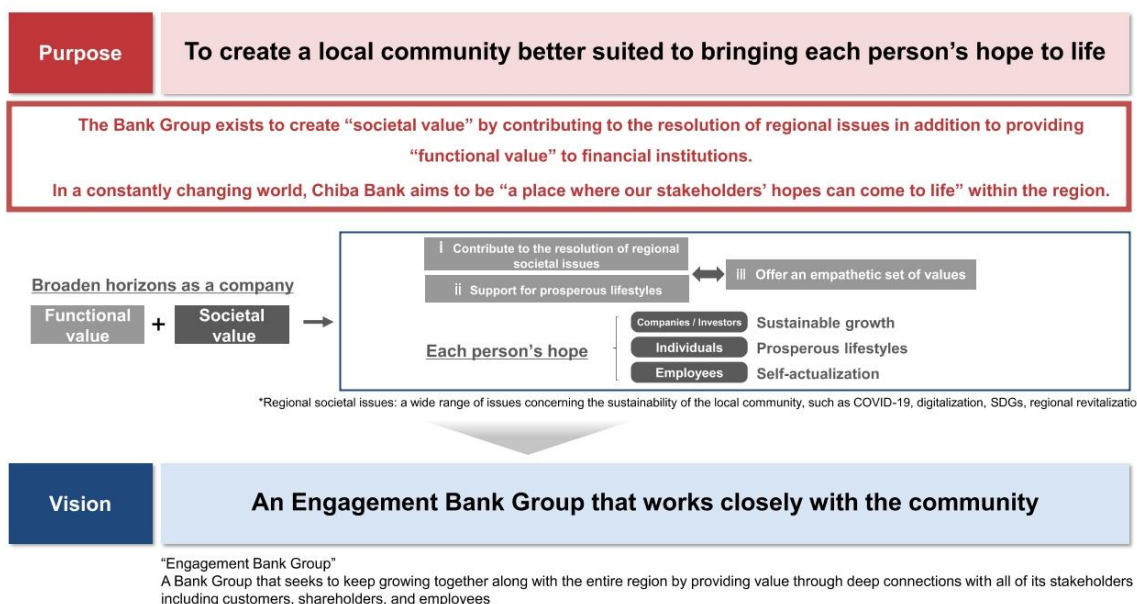 Purpose
To create a local community better suited to bringing each person's hope to life
The Bank Group exists to create “societal value” by contributing to the resolution of regional issues in addition to providing
“functional value” to financial institutions.
In a constantly changing world, Chiba Bank aims to be “a place where our stakeholders’ hopes can come to life” within the region.
Broaden horizons as a company
Functional
value
+
Societal
value
ⅰ Contribute to the resolution of regional
societal issues
ⅱ Support for prosperous lifestyles
ⅲ Offer an empathetic set of values
Each person's hope
Companies / Investors Sustainable growth
Individuals Prosperous lifestyles
Employees Self-actualization
*Regional societal issues: a wide range of issues concerning the sustainability of the local community, such as COVID-19, digitalization, SDGs, regional revitalizatio
Vision
An Engagement Bank Group that works closely with the community
“Engagement Bank Group”
A Bank Group that seeks to keep growing together along with the entire region by providing value through deep connections with all of its stakeholders
including customers, shareholders, and employees